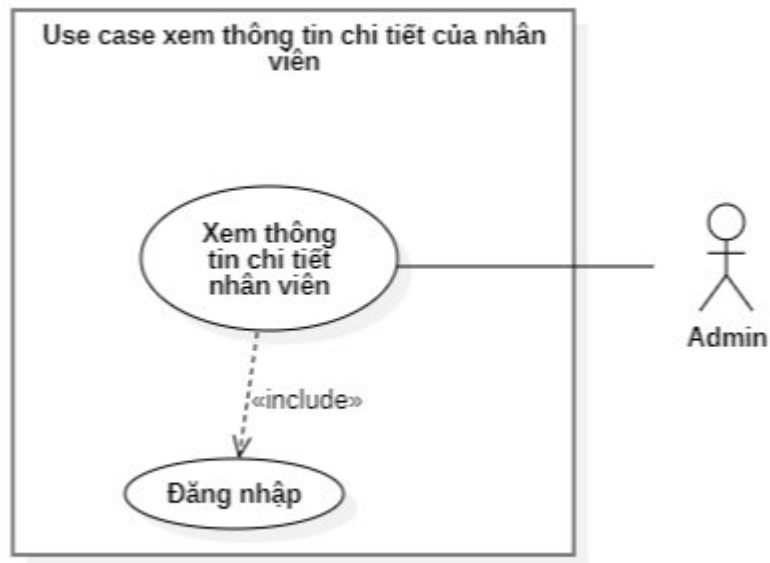 Use case xem thông tin chi tiết của nhân
viên
Xem thông
tin chi tiết
nhân viên
Admin
«include»
Đăng nhập